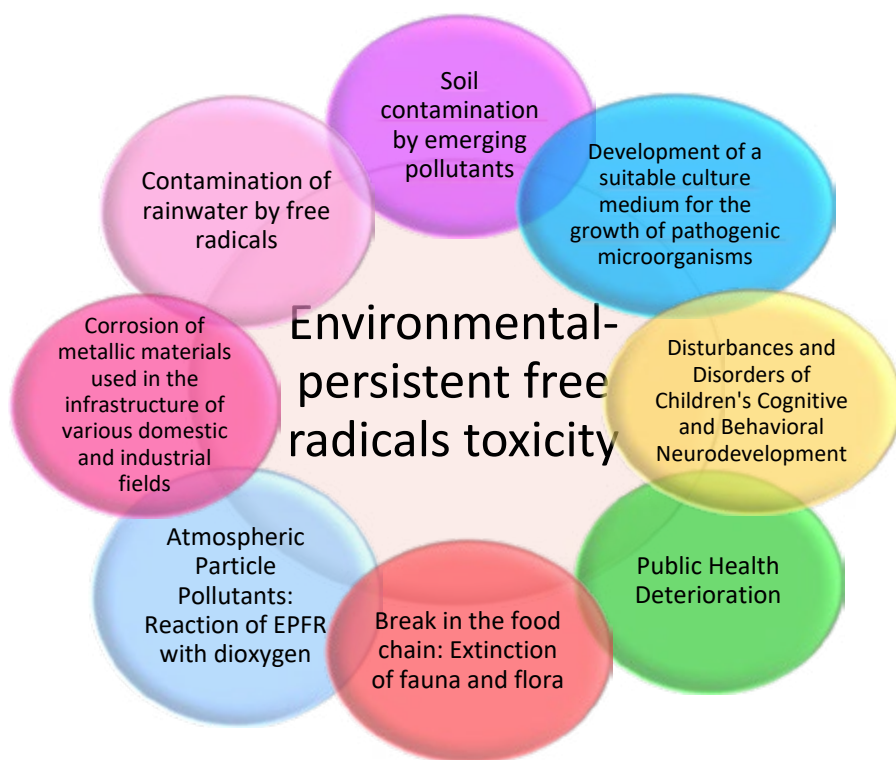 Soil
contamination
by emerging
pollutants
Development of a
suitable culture
medium for the
growth of pathogenic
microorganisms
Disturbances and
Disorders of
Children's Cognitive
and Behavioral
Neurodevelopment
Public Health
Deterioration
Break in the food
chain: Extinction
of fauna and flora
Atmospheric
Particle
Pollutants:
Reaction of EPFR
with dioxygen
Corrosion of
metallic materials
used in the
infrastructure of
various domestic
and industrial
fields
Contamination of
rainwater by free
radicals
Environmental-
persistent free
radicals toxicity